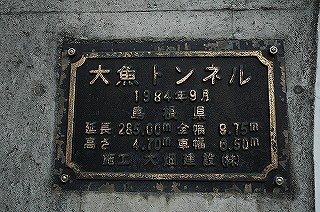 大魚トンネル
1984年9月
島根県
延長 285.00m 全幅 9.75m
高さ 4.70m 車幅 6.50m
施工 大畑建設(株)